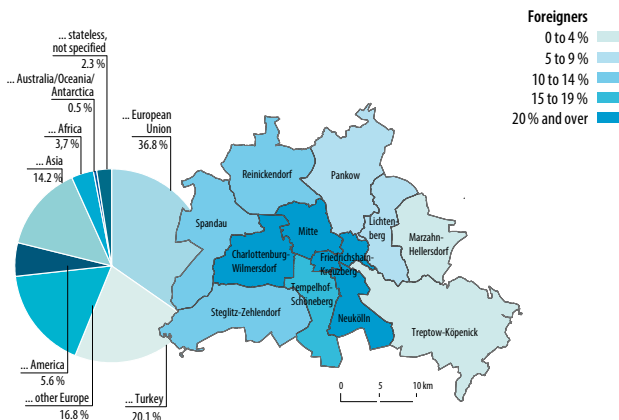 Foreigners
0 to 4 %
5 to 9 %
10 to 14 %
15 to 19 %
20 % and over
... stateless,
not specified
2.3 %
... Australia/Oceania/
Antarctica
0.5 %
... Africa
3,7 %
... Asia
14.2 %
... European
Union
36.8 %
... America
5.6 %
... other Europe
16.8 %
... Turkey
20.1 %
Reinickendorf
Pankow
Spandau
Mitte
Lichten-
berg
Marzahn-
Hellersdorf
Charlottenburg-
Wilmersdorf
Friedrichshain-
Kreuzberg
Tempelhof-
Schöneberg
Steglitz-Zehlendorf
Neukölln
Treptow-Köpenick
0 5 10 km